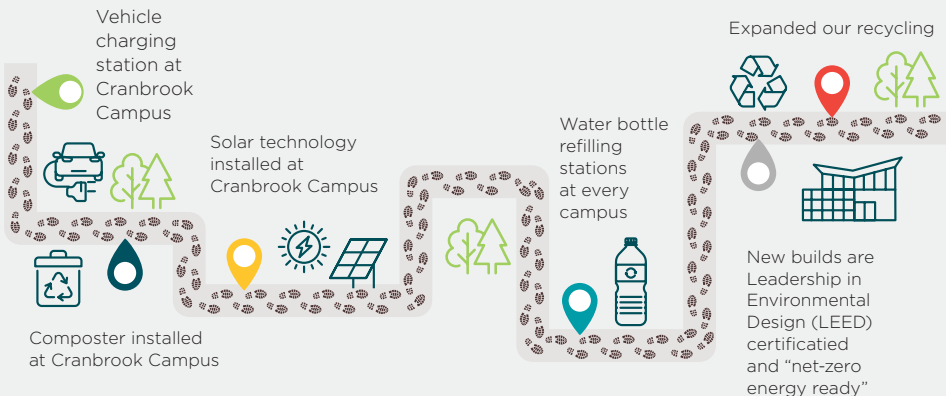 Vehicle
charging
station at
Cranbrook
Campus
Composter installed
at Cranbrook Campus
Solar technology
installed at
Cranbrook Campus
Water bottle
refilling
stations
at every
campus
Expanded our recycling
New builds are
Leadership in
Environmental
Design (LEED)
certificatied
and “net-zero
energy ready”